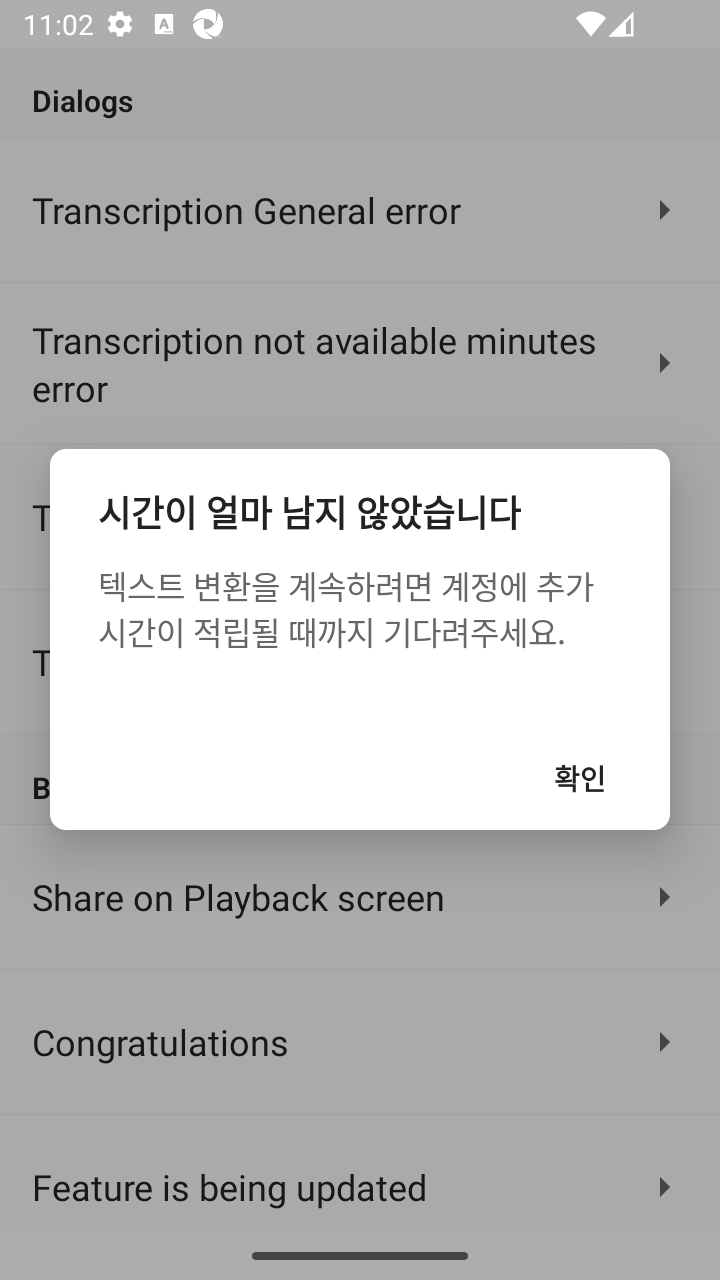 11:02
Dialogs
Transcription General error
Transcription not available minutes
error
시간이 얼마 남지 않았습니다
텍스트 변환을 계속하려면 계정에 추가
시간이 적립될 때까지 기다려주세요.
확인
Share on Playback screen
Congratulations
Feature is being updated